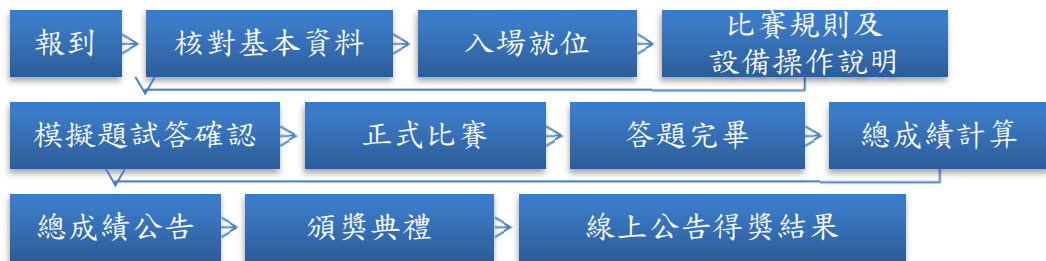 報到
核對基本資料
入場就位
比賽規則及
設備操作說明
模擬題試答確認
正式比賽
答題完畢
總成績計算
總成績公告
頒獎典禮
線上公告得獎結果